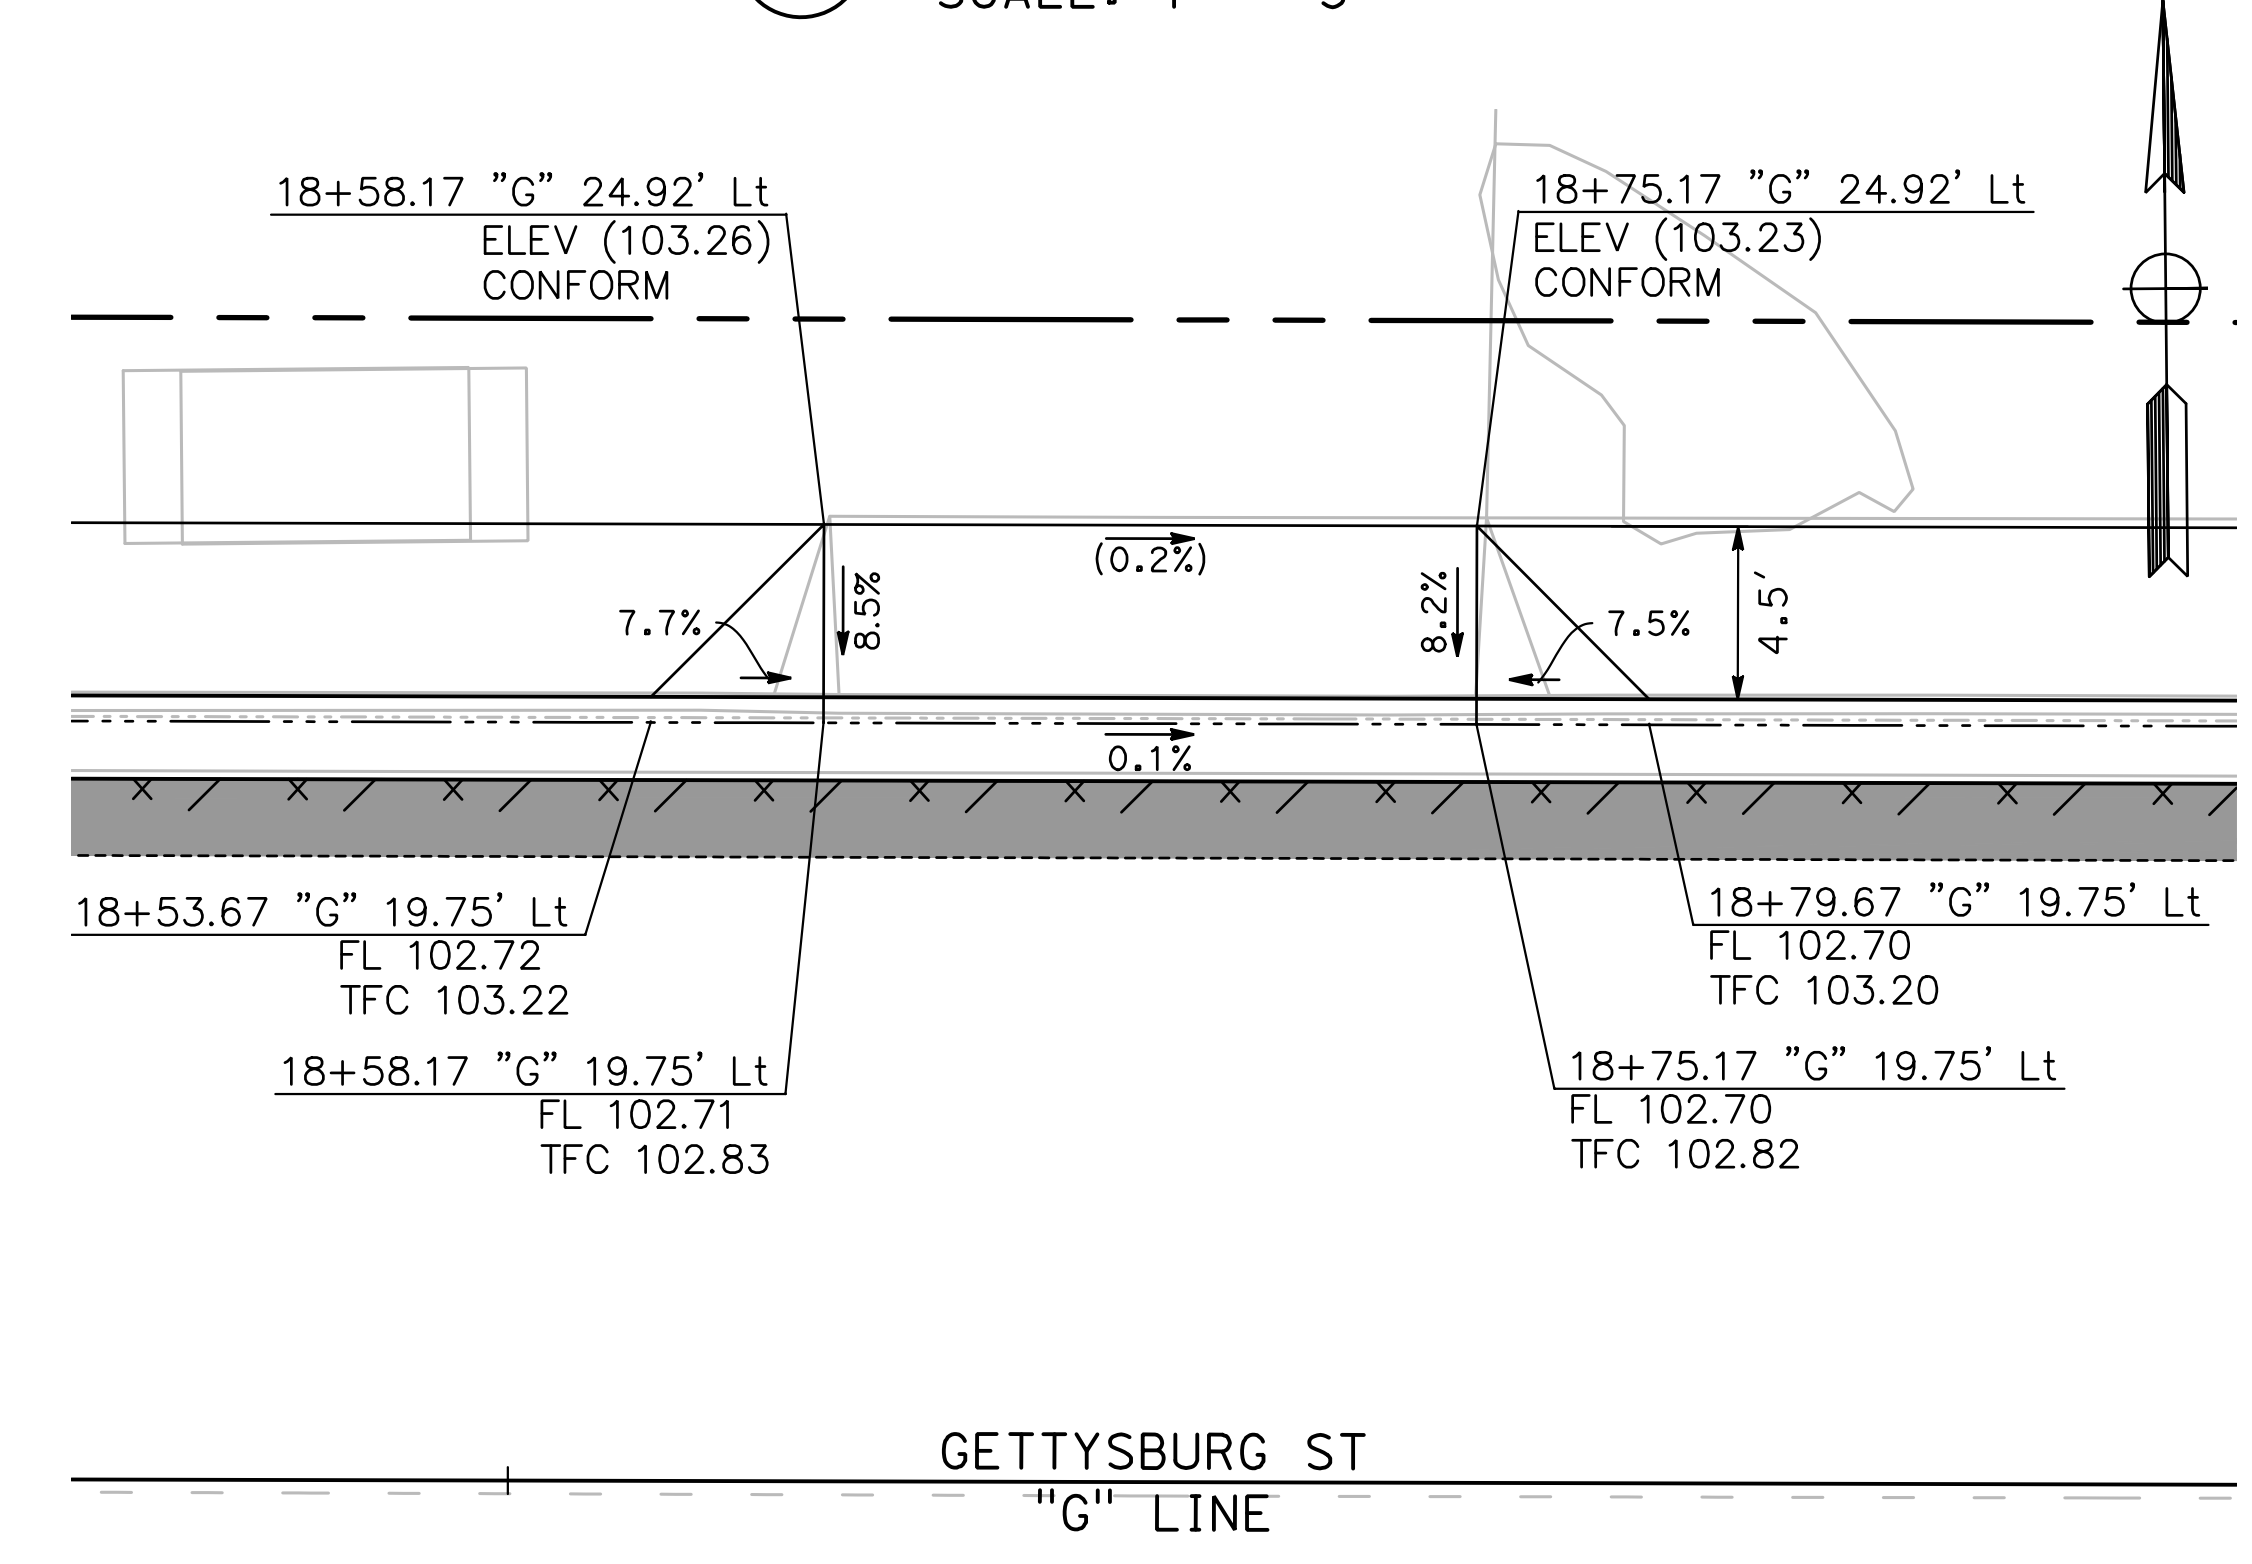 18+58.17 "G" 24.92' Lt
ELEV (103.26)
CONFORM
18+75.17 "G" 24.92' Lt
ELEV (103.23)
CONFORM
(0.2%)
7.7%
8.5%
8.2%
7.5%
4.5'
0.1%
18+53.67 "G" 19.75' Lt
FL 102.72
TFC 103.22
18+79.67 "G" 19.75' Lt
FL 102.70
TFC 103.20
18+58.17 "G" 19.75' Lt
FL 102.71
TFC 102.83
18+75.17 "G" 19.75' Lt
FL 102.70
TFC 102.82
GETTYSBURG ST
"G" LINE